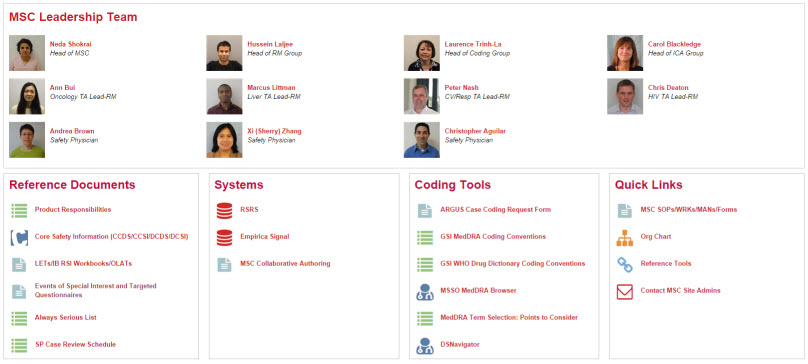 MSC Leadership Team
Neda Shokrai
Head of MSC
Hussein Laljee
Head of RM Group
Laurence Trinh-La
Head of Coding Group
Carol Blackledge
Head of ICA Group
Ann Bui
Oncology TA Lead-RM
Marcus Littman
Liver TA Lead-RM
Peter Nash
CV/Resp TA Lead-RM
Chris Deaton
HIV TA Lead-RM
Andrea Brown
Safety Physician
Xi (Sherry) Zhang
Safety Physician
Christopher Aguilar
Safety Physician
Reference Documents
Product Responsibilities
Core Safety Information (CCDS/CCSI/DCDS/DCSI)
LETs/IB RSI Workbooks/OLATs
Events of Special Interest and Targeted
Questionnaires
Always Serious List
SP Case Review Schedule
Systems
RSRS
Empirica Signal
MSC Collaborative Authoring
Coding Tools
ARGUS Case Coding Request Form
GSI MedDRA Coding Conventions
GSI WHO Drug Dictionary Coding Conventions
MSSO MedDRA Browser
MedDRA Term Selection: Points to Consider
DSNavigator
Quick Links
MSC SOPs/WRKs/MANs/Forms
Org Chart
Reference Tools
Contact MSC Site Admins